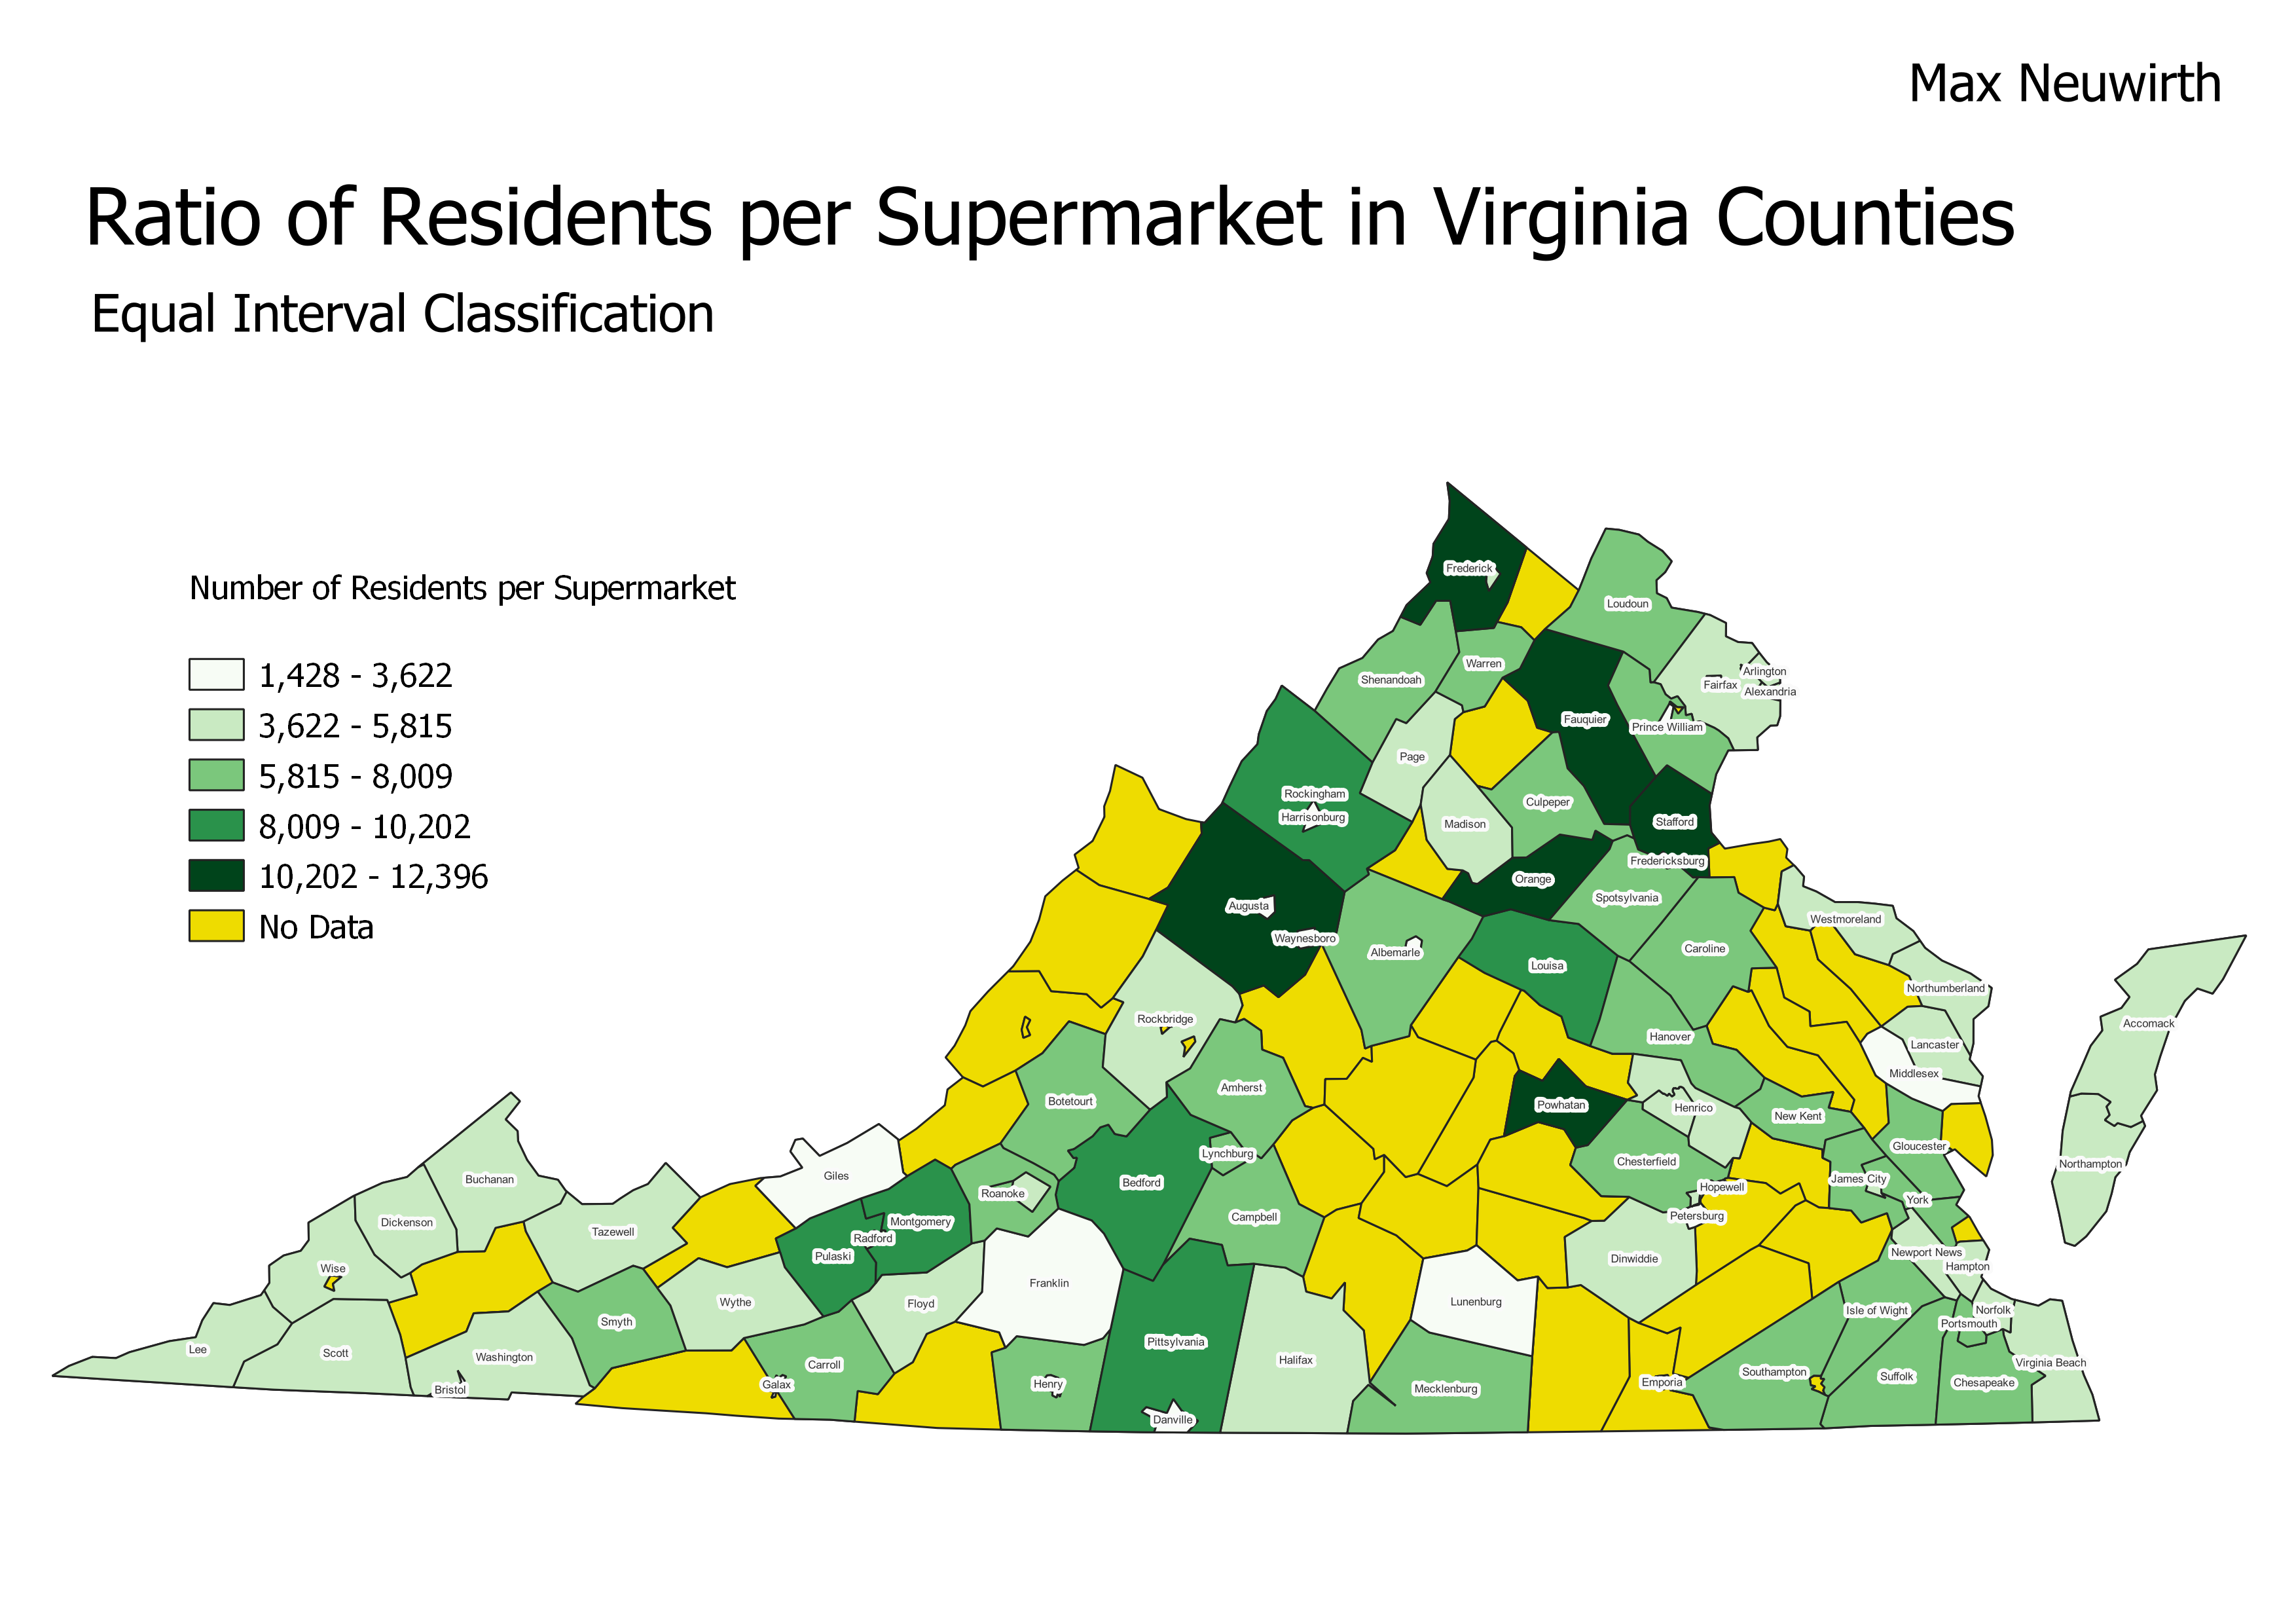 Max Neuwirth
Ratio of Residents per Supermarket in Virginia Counties
Equal Interval Classification
Number of Residents per Supermarket
1,428 - 3,622
3,622 - 5,815
5,815 - 8,009
8,009 - 10,202
10,202 - 12,396
No Data
Frederick
Loudoun
Warren
Arlington
Shenandoah
Fairfax
Alexandria
Fauquier
Prince William
Page
Rockingham
Culpeper
Harrisonburg
Madison
Stafford
Fredericksburg
Orange
Spotsylvania
Augusta
Westmoreland
Waynesboro
Albemarle
Caroline
Louisa
Northumberland
Rockbridge
Accomack
Hanover
Lancaster
Middlesex
Amherst
Botetourt
Powhatan
Henrico
New Kent
Gloucester
Lynchburg
Chesterfield
Northampton
Giles
Buchanan
Bedford
James City
Roanoke
Hopewell
York
Dickenson
Montgomery
Campbell
Petersburg
Tazewell
Radford
Pulaski
Newport News
Dinwiddie
Wise
Hampton
Franklin
Wythe
Floyd
Lunenburg
Isle of Wight
Norfolk
Smyth
Portsmouth
Pittsylvania
Lee
Scott
Washington
Halifax
Virginia Beach
Carroll
Southampton
Suffolk
Galax
Henry
Emporia
Chesapeake
Bristol
Mecklenburg
Danville